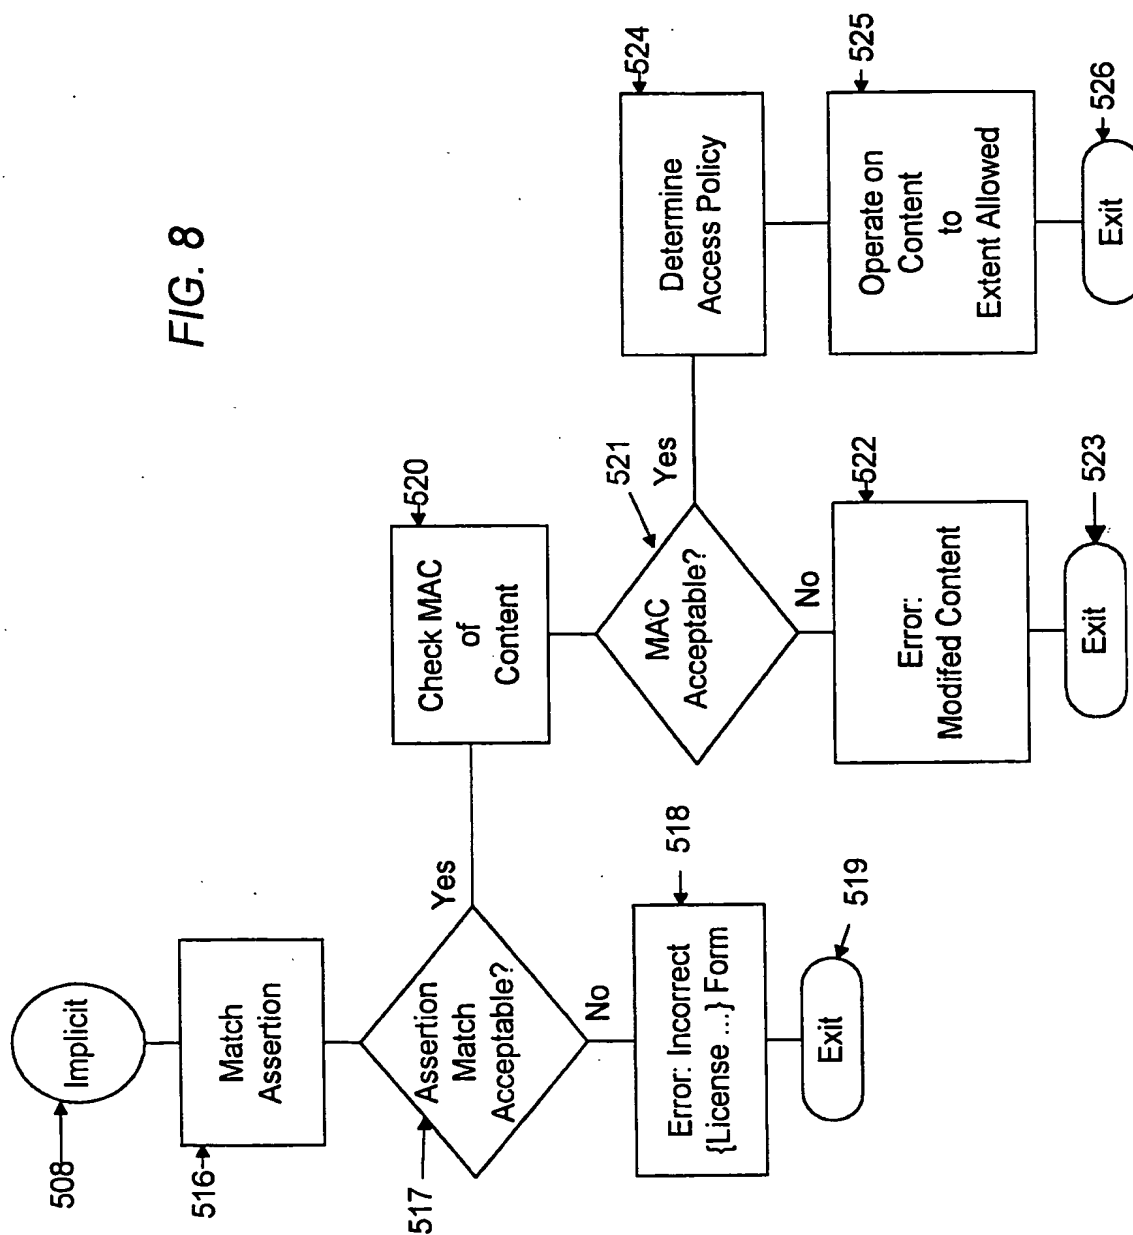 FIG. 8
508
Implicit
516
Match
Assertion
517
Assertion
Match
Acceptable?
Yes
No
518
Error: Incorrect
{License ...} Form
519
Exit
520
Check MAC
of
Content
521
MAC
Acceptable?
Yes
No
522
Error:
Modifed Content
523
Exit
524
Determine
Access Policy
525
Operate on
Content
to
Extent Allowed
526
Exit